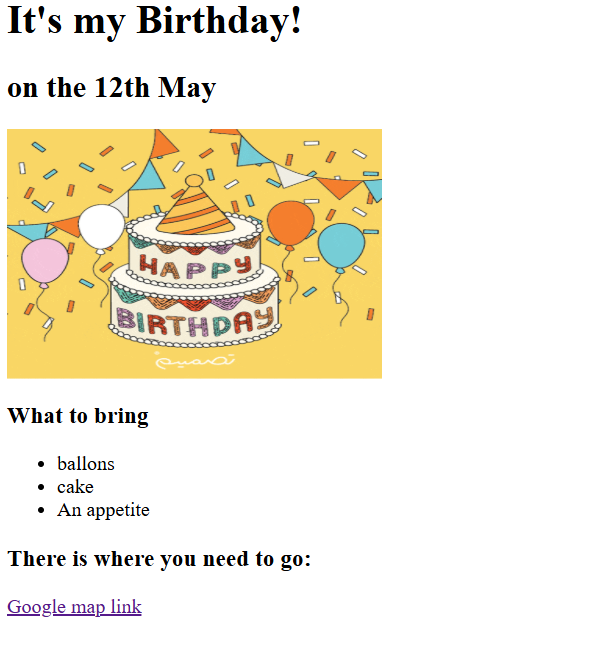 It's my Birthday!
on the 12th May
HAPPY
BIRTHDAY
تصميم
What to bring
ballons
cake
An appetite
There is where you need to go:
Google map link